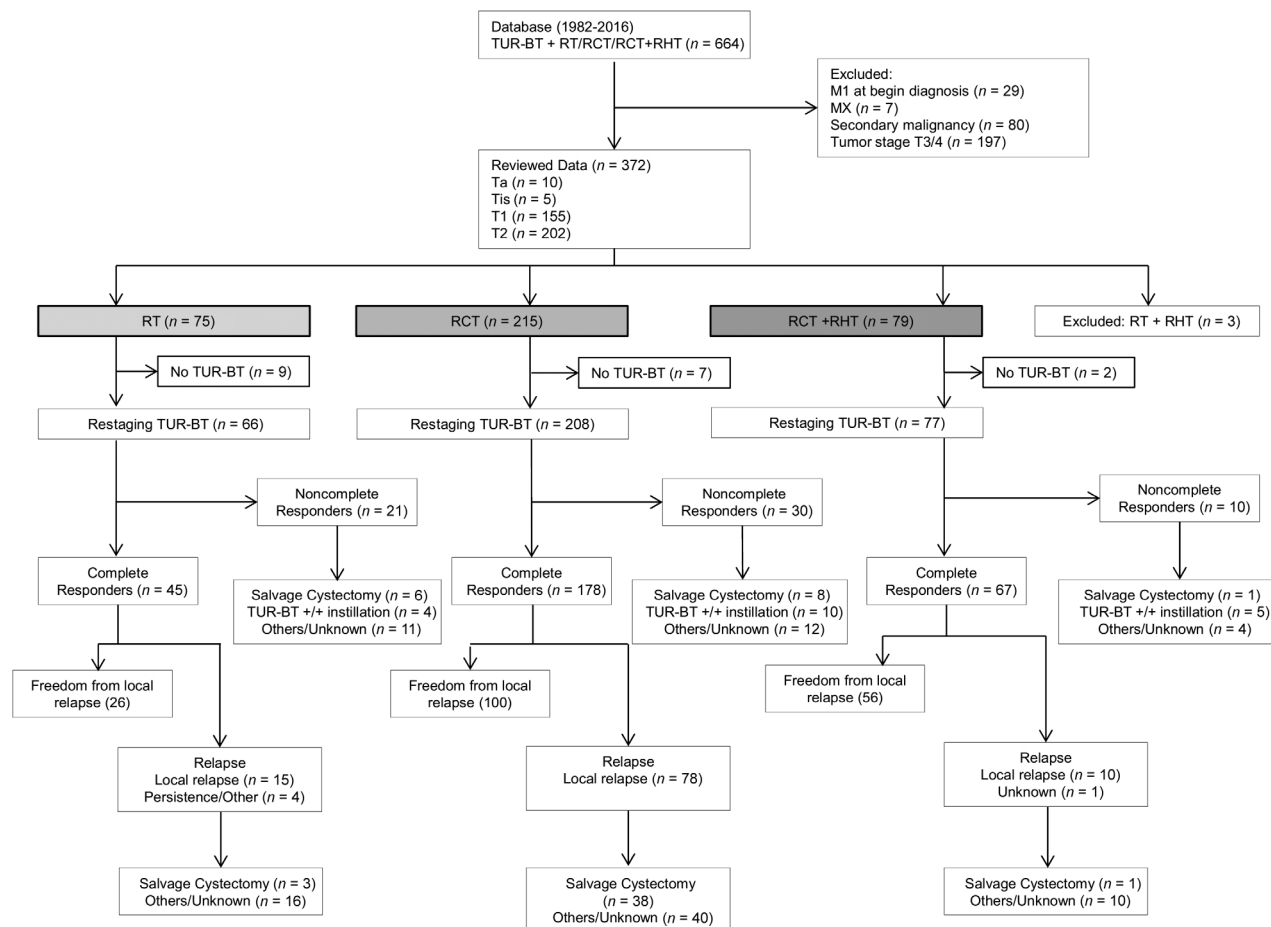 Database (1982-2016)
TUR-BT + RT/RCT/RCT+RHT (n = 664)
Excluded:
M1 at begin diagnosis (n = 29)
MX (n = 7)
Secondary malignancy (n = 80)
Tumor stage T3/4 (n = 197)
Reviewed Data (n = 372)
Ta (n = 10)
Tis (n = 5)
T1 (n = 155)
T2 (n = 202)
RT (n = 75)
RCT (n = 215)
RCT +RHT (n = 79)
Excluded: RT + RHT (n = 3)
No TUR-BT (n = 9)
No TUR-BT (n = 7)
No TUR-BT (n = 2)
Restaging TUR-BT (n = 66)
Restaging TUR-BT (n = 208)
Restaging TUR-BT (n = 77)
Noncomplete
Responders (n = 21)
Noncomplete
Responders (n = 30)
Noncomplete
Responders (n = 10)
Complete
Responders (n = 45)
Salvage Cystectomy (n = 6)
TUR-BT +/+ instillation (n = 4)
Others/Unknown (n = 11)
Complete
Responders (n = 178)
Salvage Cystectomy (n = 8)
TUR-BT +/+ instillation (n = 10)
Others/Unknown (n = 12)
Complete
Responders (n = 67)
Salvage Cystectomy (n = 1)
TUR-BT +/+ instillation (n = 5)
Others/Unknown (n = 4)
Freedom from local
relapse (26)
Freedom from local
relapse (100)
Freedom from local
relapse (56)
Relapse
Local relapse (n = 15)
Persistence/Other (n = 4)
Relapse
Local relapse (n = 78)
Relapse
Local relapse (n = 10)
Unknown (n = 1)
Salvage Cystectomy (n = 3)
Others/Unknown (n = 16)
Salvage Cystectomy
(n = 38)
Others/Unknown (n = 40)
Salvage Cystectomy (n = 1)
Others/Unknown (n = 10)